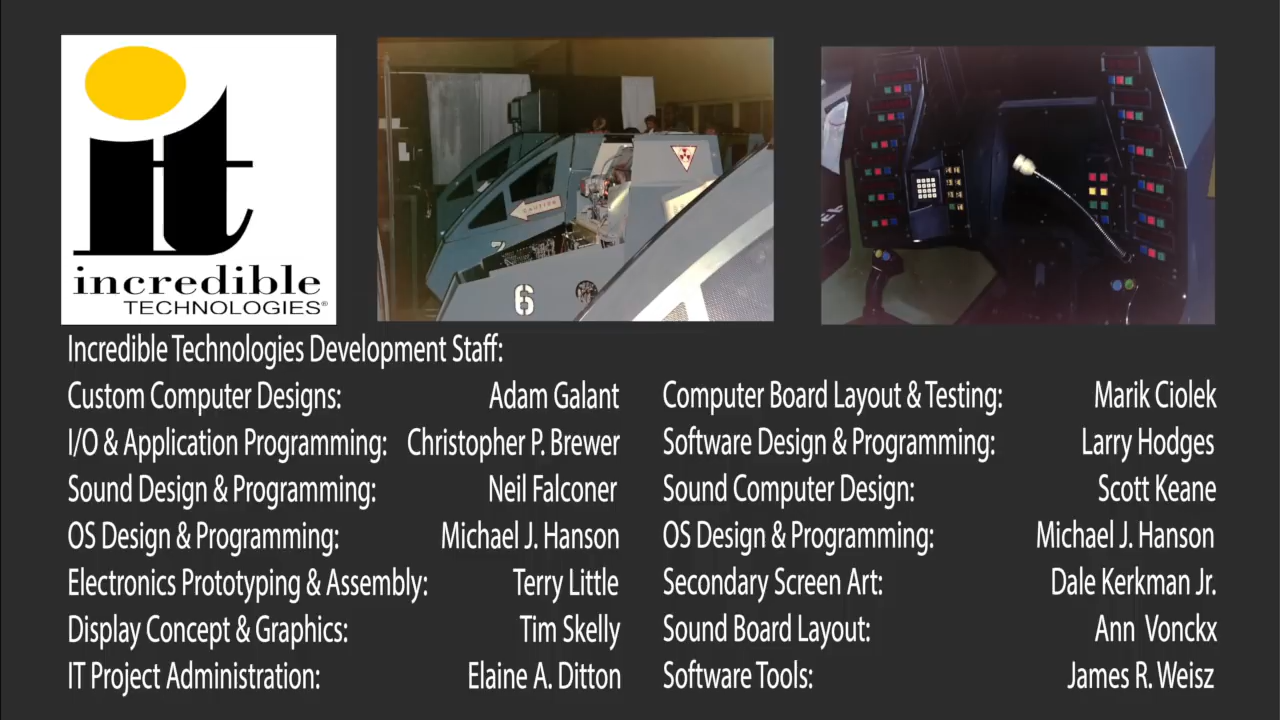 it
incredible
TECHNOLOGIES®
CAUTION
7
6
Incredible Technologies Development Staff:
Custom Computer Designs: Adam Galant
I/O & Application Programming: Christopher P. Brewer
Sound Design & Programming: Neil Falconer
OS Design & Programming: Michael J. Hanson
Electronics Prototyping & Assembly: Terry Little
Display Concept & Graphics: Tim Skelly
IT Project Administration: Elaine A. Ditton
Computer Board Layout & Testing: Marik Ciolek
Software Design & Programming: Larry Hodges
Sound Computer Design: Scott Keane
OS Design & Programming: Michael J. Hanson
Secondary Screen Art: Dale Kerkman Jr.
Sound Board Layout: Ann Vonckx
Software Tools: James R. Weisz